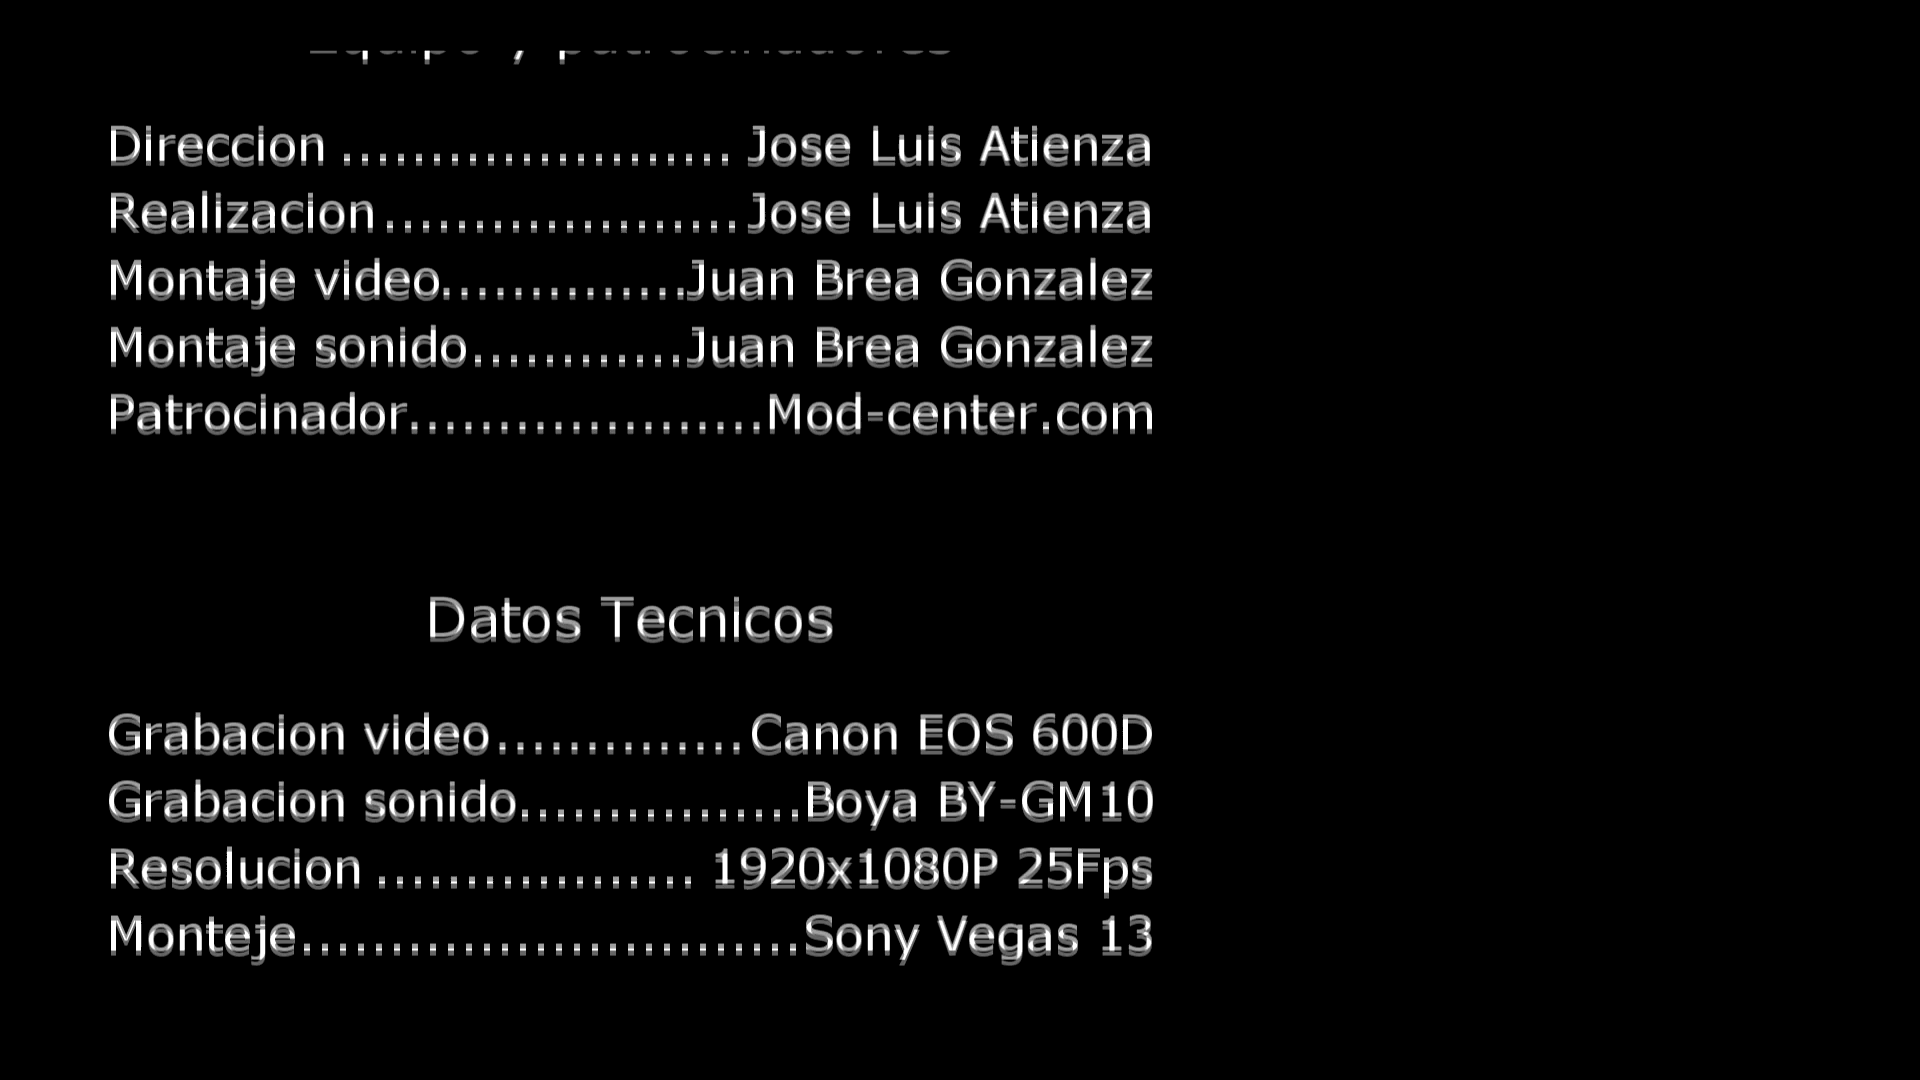 Equipo y patrocinadores
Direccion ...................... Jose Luis Atienza
Realizacion....................Jose Luis Atienza
Montaje video..............Juan Brea Gonzalez
Montaje sonido............Juan Brea Gonzalez
Patrocinador....................Mod-center.com
Datos Tecnicos
Grabacion video..............Canon EOS 600D
Grabacion sonido................Boya BY-GM10
Resolucion .................. 1920x1080P 25Fps
Monteje............................Sony Vegas 13